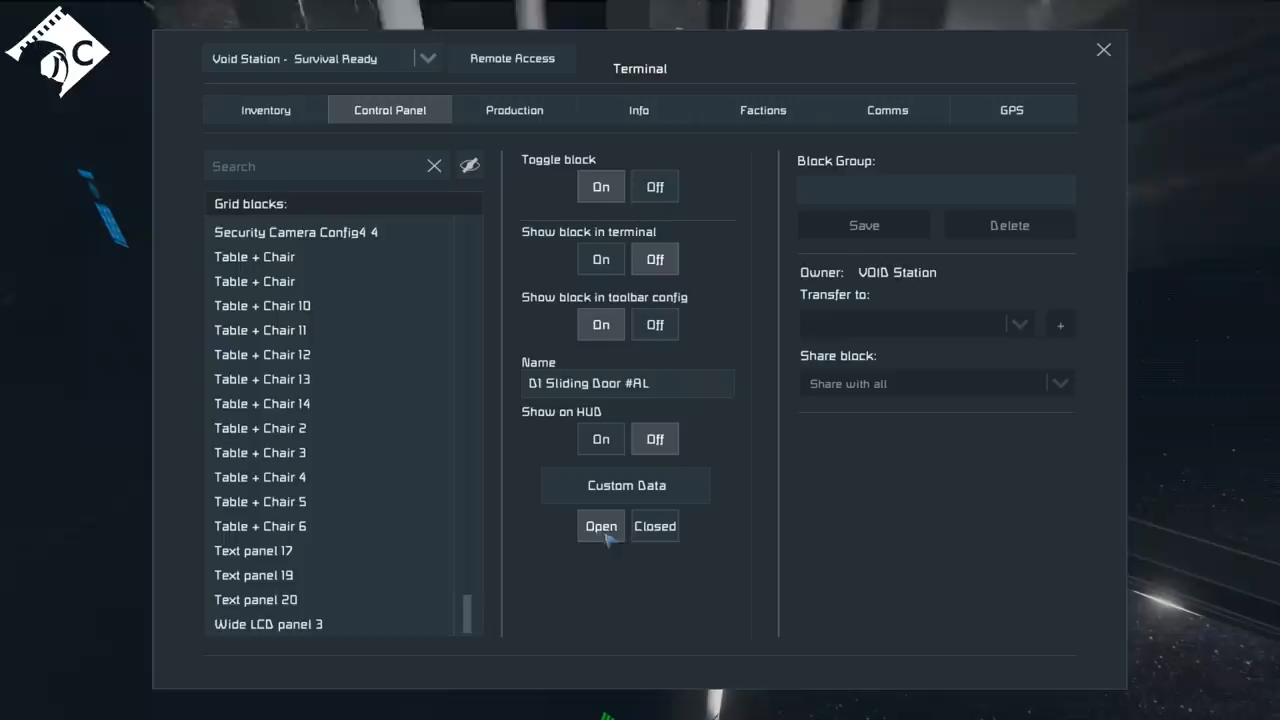 C
Void Station - Survival Ready
Remote Access
Terminal
Inventory
Control Panel
Production
Info
Factions
Comms
GPS
Search
Grid blocks:
Security Camera Config4 4
Table + Chair
Table + Chair
Table + Chair 10
Table + Chair 11
Table + Chair 12
Table + Chair 13
Table + Chair 14
Table + Chair 2
Table + Chair 3
Table + Chair 4
Table + Chair 5
Table + Chair 6
Text panel 17
Text panel 19
Text panel 20
Wide LCD panel 3
Toggle block
On Off
Show block in terminal
On Off
Show block in toolbar config
On Off
Name
D1 Sliding Door #AL
Show on HUD
On Off
Custom Data
Open Closed
Block Group:
Save Delete
Owner: VOID Station
Transfer to:
+
Share block:
Share with all